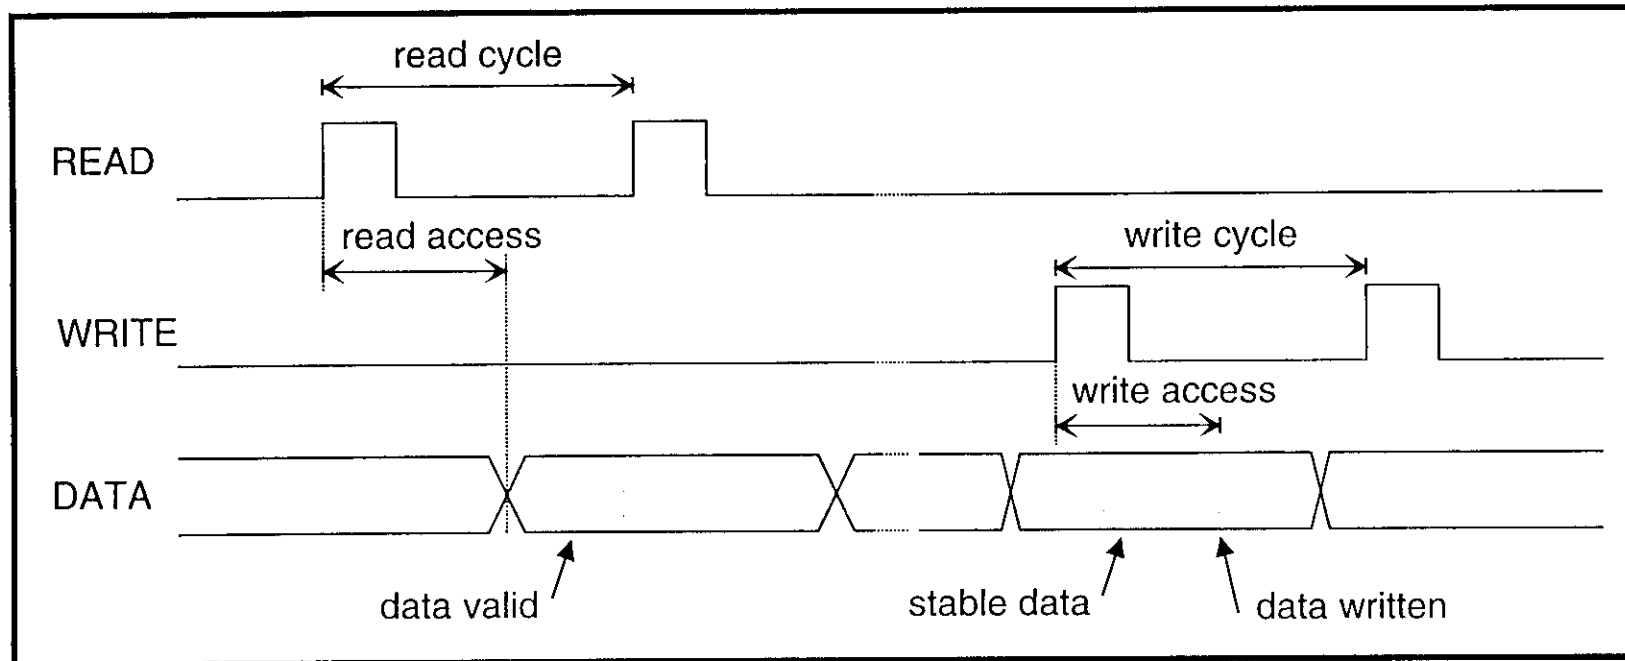 read cycle
READ
read access
write cycle
WRITE
write access
DATA
data valid
stable data
data written